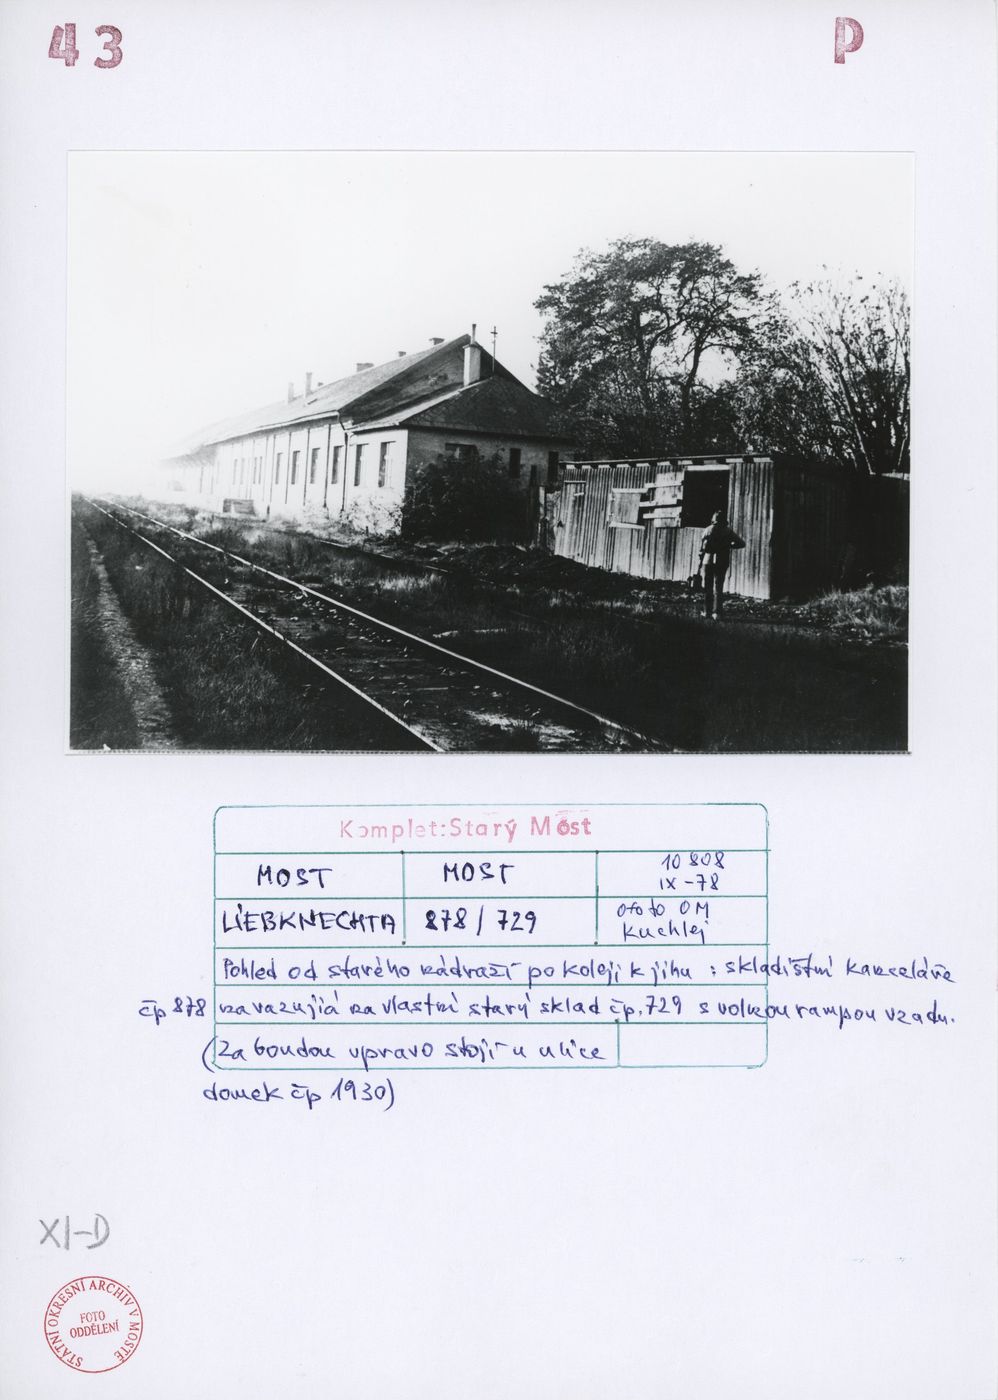 43 P
Komplet:Starý Most
MOST MOST 10 808
IX-78
LIEBKNECHTA 878/729 foto OM
Kuchlej
Pohled od starého nádraží po koleji k jihu : skladištní kanceláře
čp 878 navazující na vlastní starý sklad čp. 729 s volnou rampou vzadu.
(Za boudou vpravo stojí u ulice
domek čp 1930)
XI-D
STÁTNÍ OKRESNÍ ARCHIV V MOSTĚ
FOTO
ODDĚLENÍ